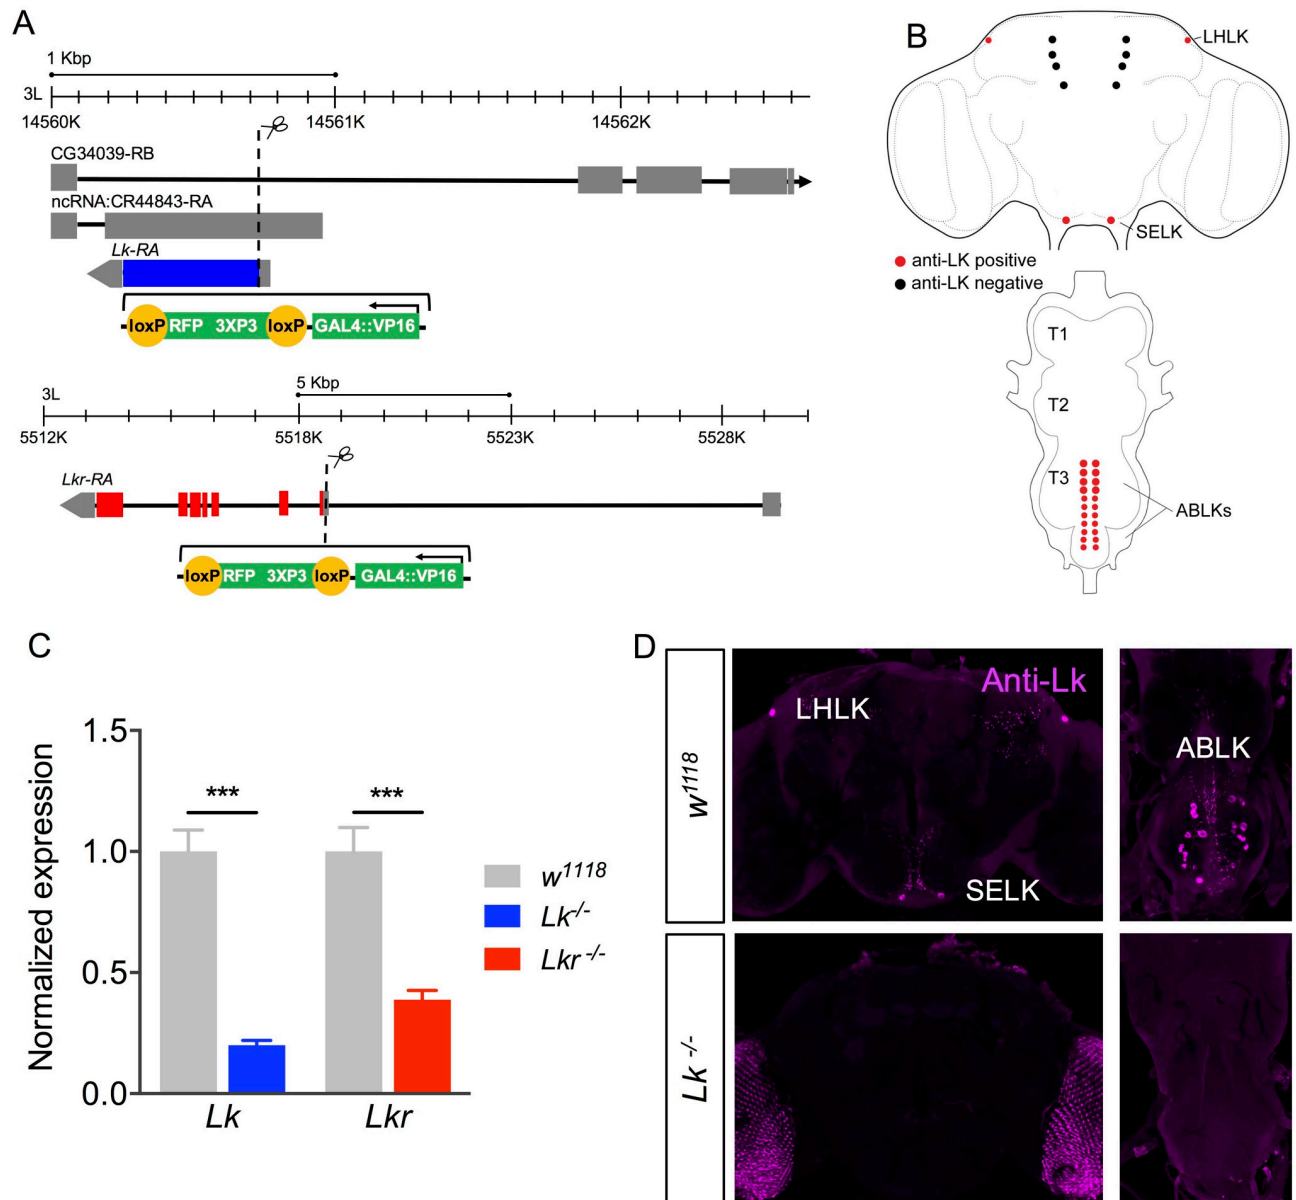 A
1 Kbp
3L
14560K 14561K 14562K
CG34039-RB
ncRNA:CR44843-RA
Lk-RA
loxP RFP 3XP3 loxP GAL4::VP16
5 Kbp
3L
5512K 5518K 5523K 5528K
Lkr-RA
loxP RFP 3XP3 loxP GAL4::VP16
B
LHLK
SELK
anti-LK positive
anti-LK negative
T1
T2
T3
ABLKs
C
Normalized expression
1.5
1.0
0.5
0.0
***
***
Lk
Lkr
w1118
Lk-/-
Lkr -/-
D
w1118
Anti-Lk
LHLK
SELK
ABLK
Lk -/-